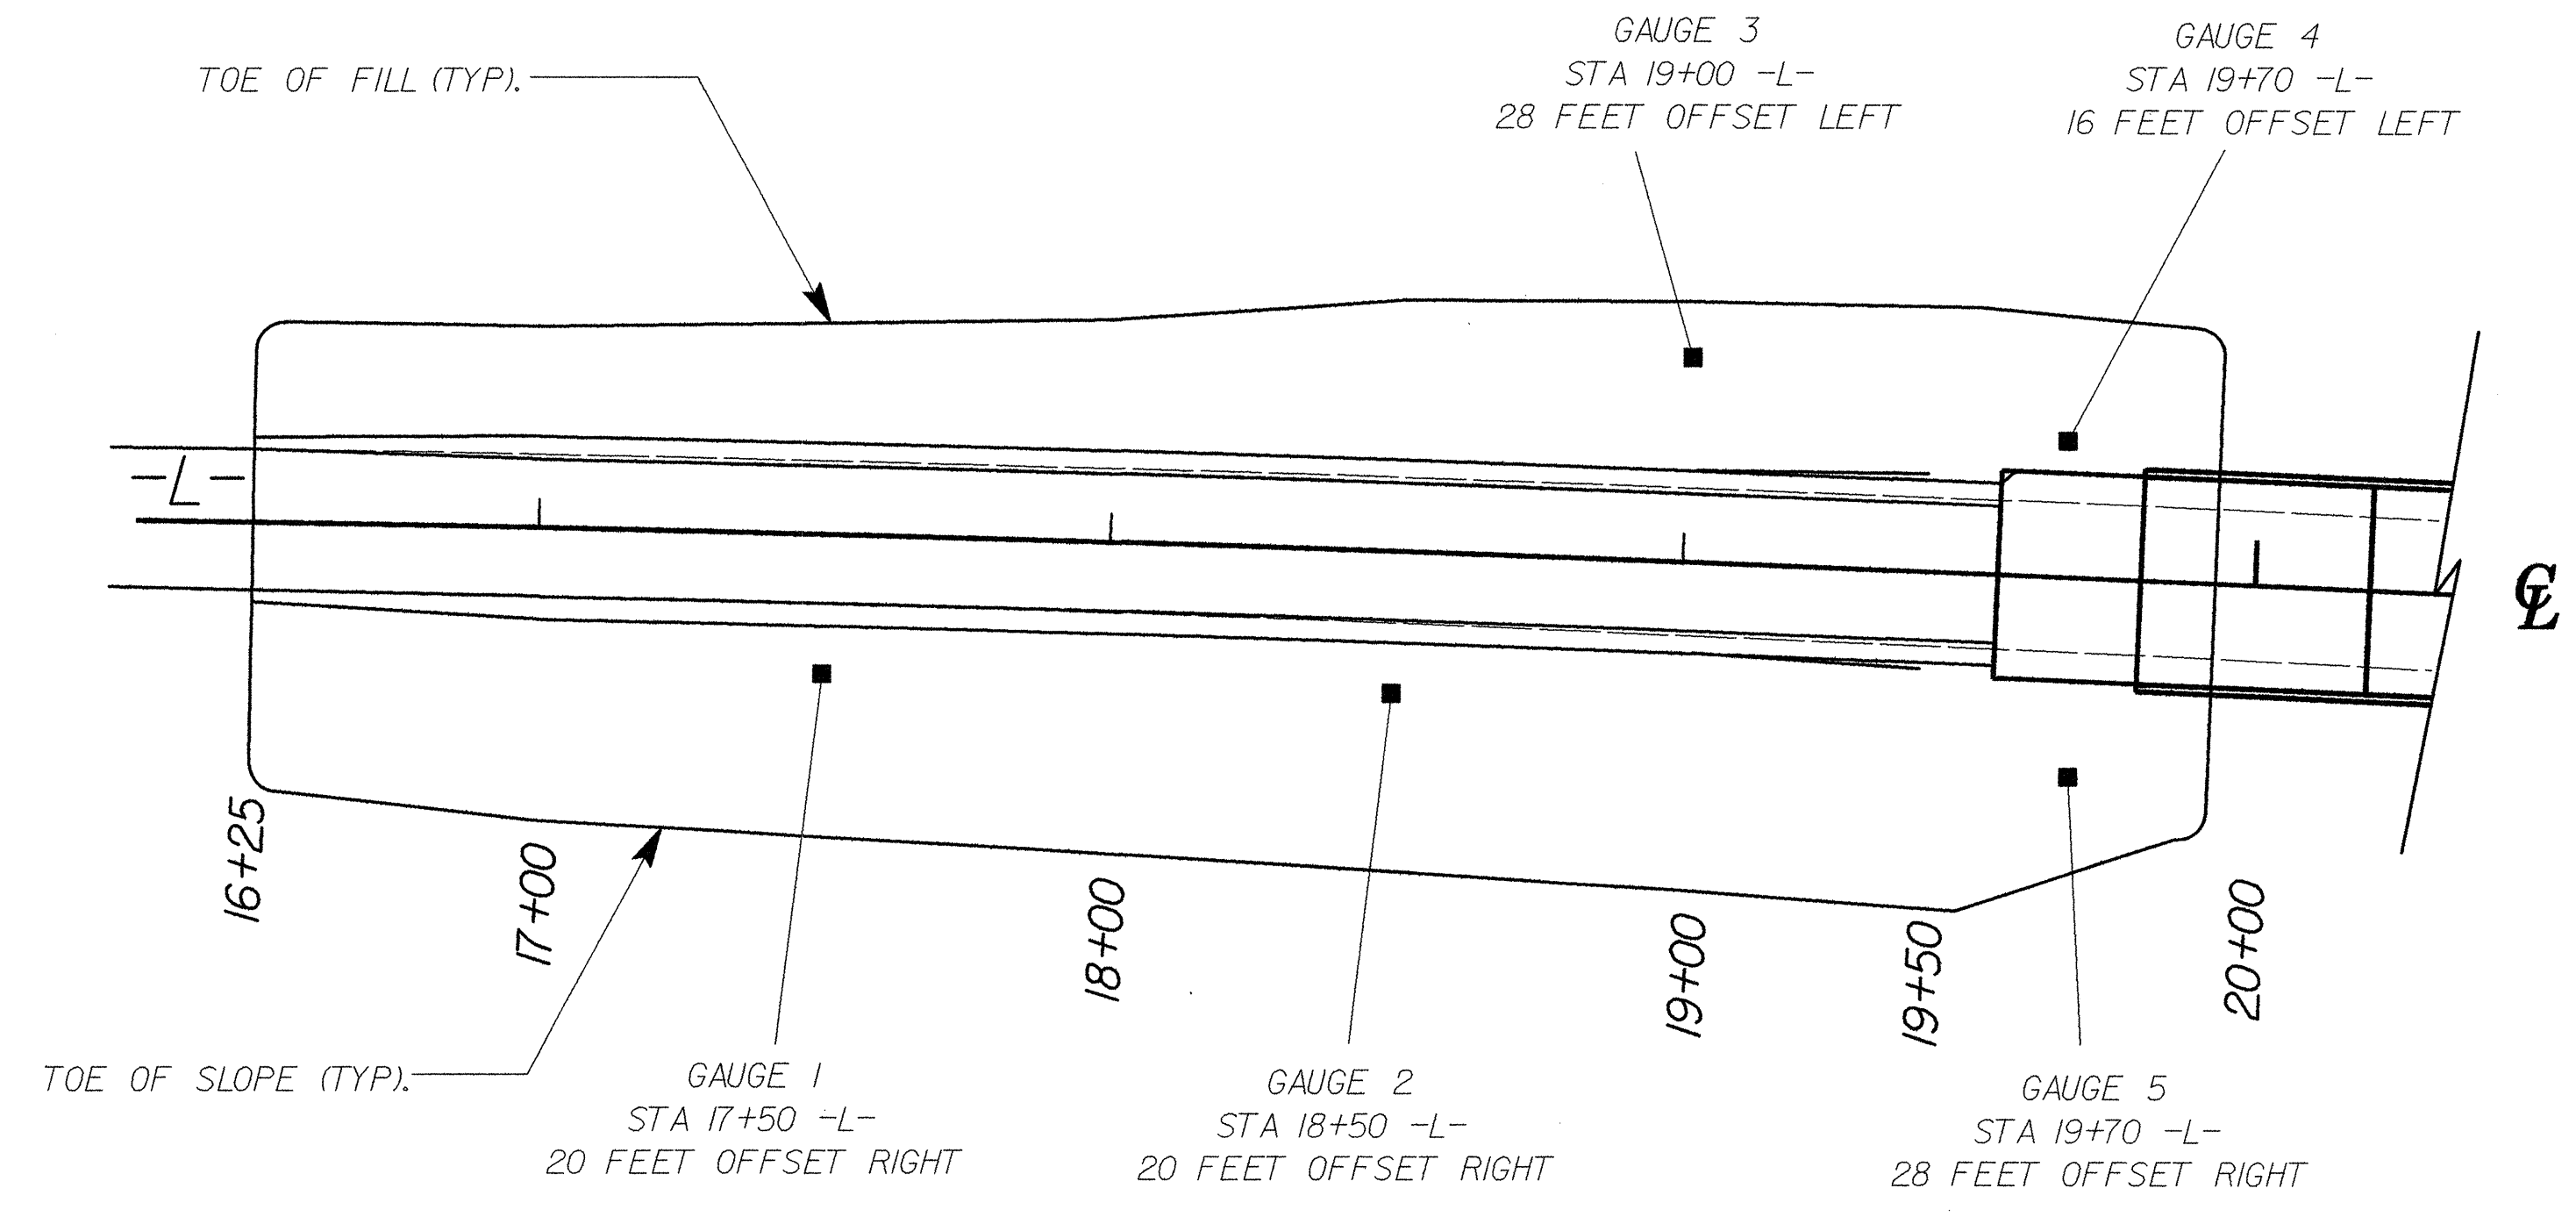 GAUGE 3
STA 19+00 -L-
28 FEET OFFSET LEFT
GAUGE 4
STA 19+70 -L-
16 FEET OFFSET LEFT
TOE OF FILL (TYP).
-L-
℄
16+25
17+00
18+00
19+00
19+50
20+00
TOE OF SLOPE (TYP).
GAUGE 1
STA 17+50 -L-
20 FEET OFFSET RIGHT
GAUGE 2
STA 18+50 -L-
20 FEET OFFSET RIGHT
GAUGE 5
STA 19+70 -L-
28 FEET OFFSET RIGHT